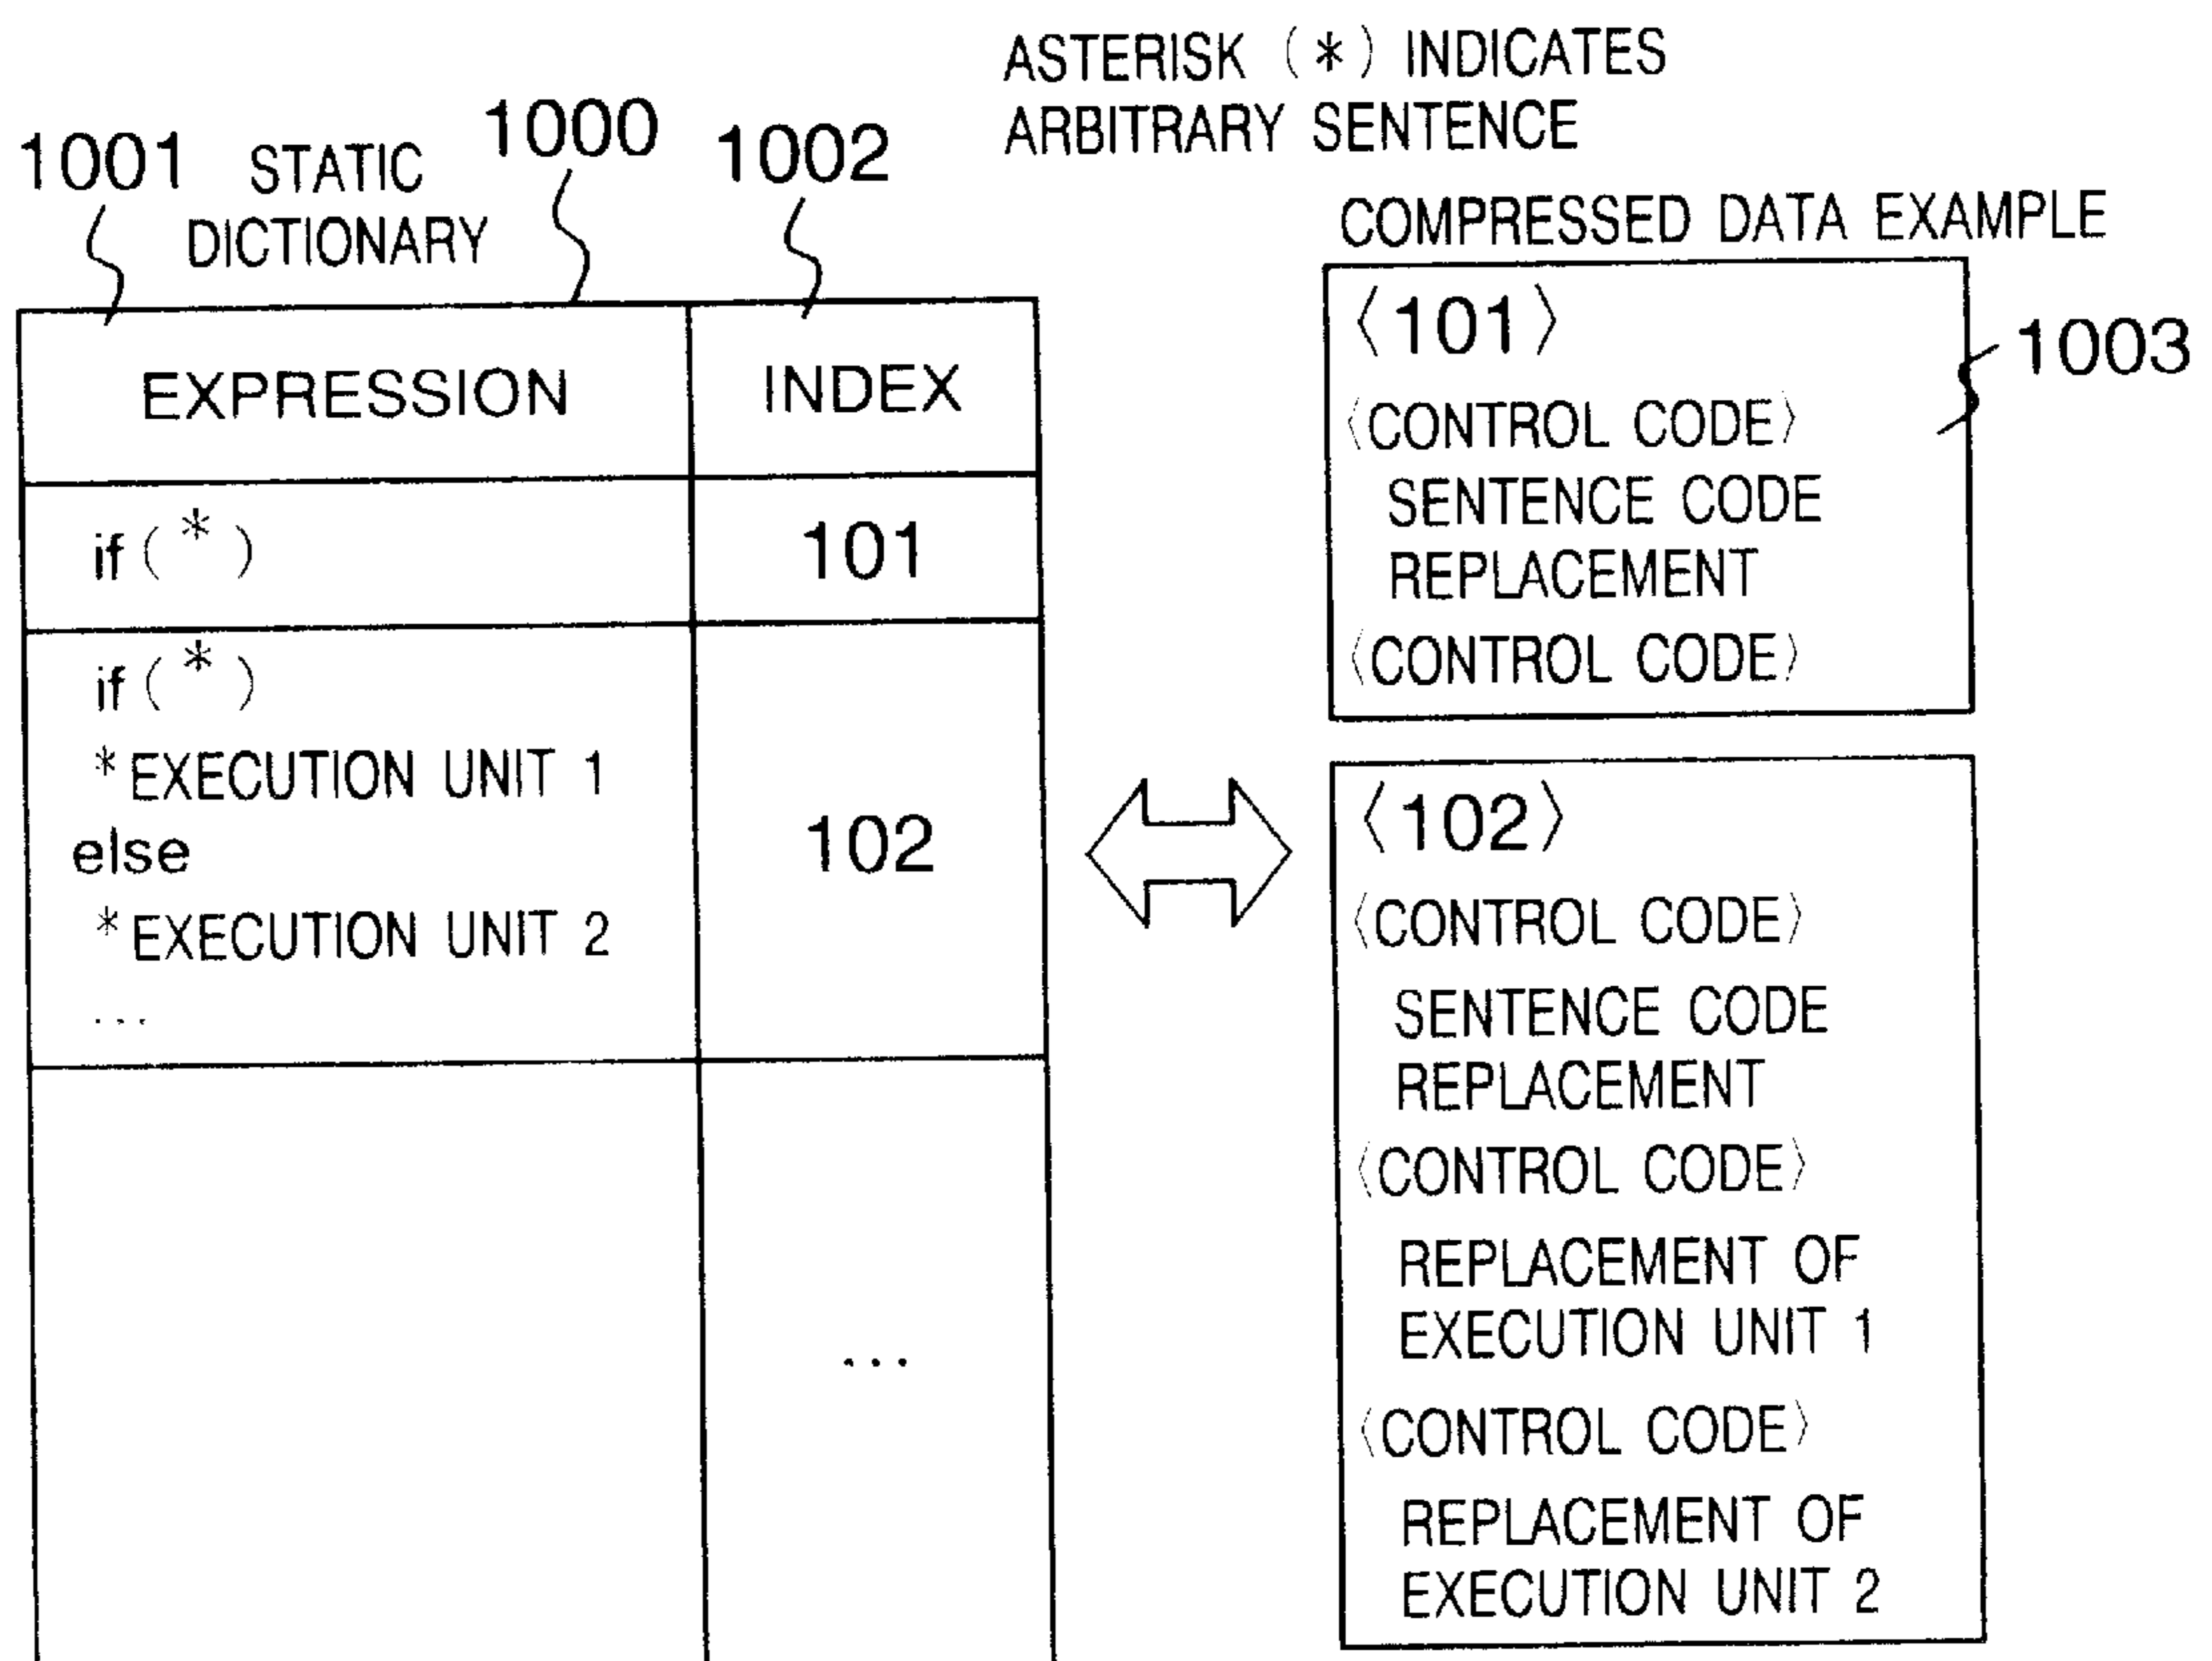 ASTERISK (*) INDICATES
ARBITRARY SENTENCE
1001 STATIC
DICTIONARY
1000
1002
EXPRESSION INDEX
if (*) 101
if (*)
*EXECUTION UNIT 1
else
*EXECUTION UNIT 2
...
102
...
COMPRESSED DATA EXAMPLE
〈101〉
〈CONTROL CODE〉
SENTENCE CODE
REPLACEMENT
〈CONTROL CODE〉
1003
〈102〉
〈CONTROL CODE〉
SENTENCE CODE
REPLACEMENT
〈CONTROL CODE〉
REPLACEMENT OF
EXECUTION UNIT 1
〈CONTROL CODE〉
REPLACEMENT OF
EXECUTION UNIT 2